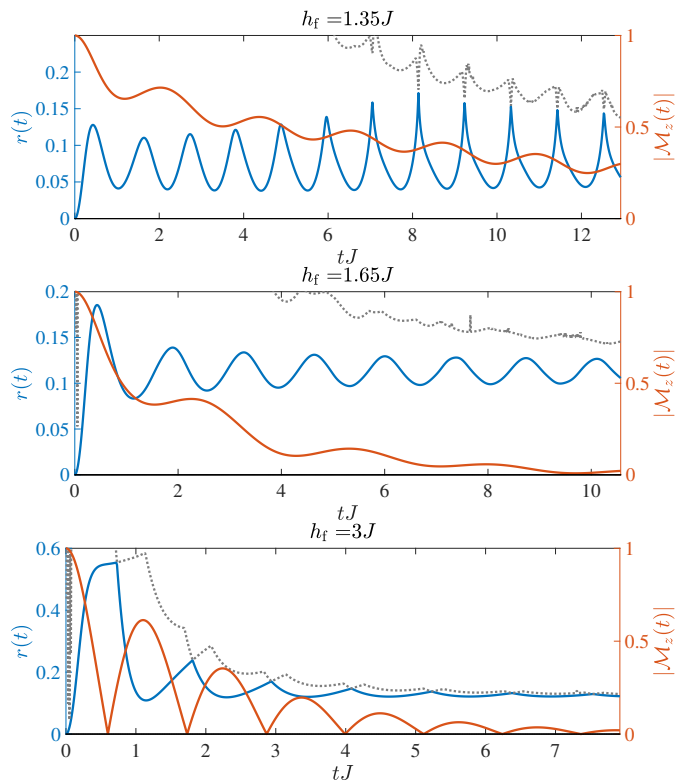 h_f =1.35J
0.2
0.15
0.1
0.05
0
r(t)
1
0.5
0
|M_z(t)|
0 2 4 6 8 10 12
tJ
h_f =1.65J
0.2
0.15
0.1
0.05
0
r(t)
1
0.5
0
|M_z(t)|
0 2 4 6 8 10
tJ
h_f =3J
0.6
0.4
0.2
0
r(t)
1
0.5
0
|M_z(t)|
0 1 2 3 4 5 6 7
tJ